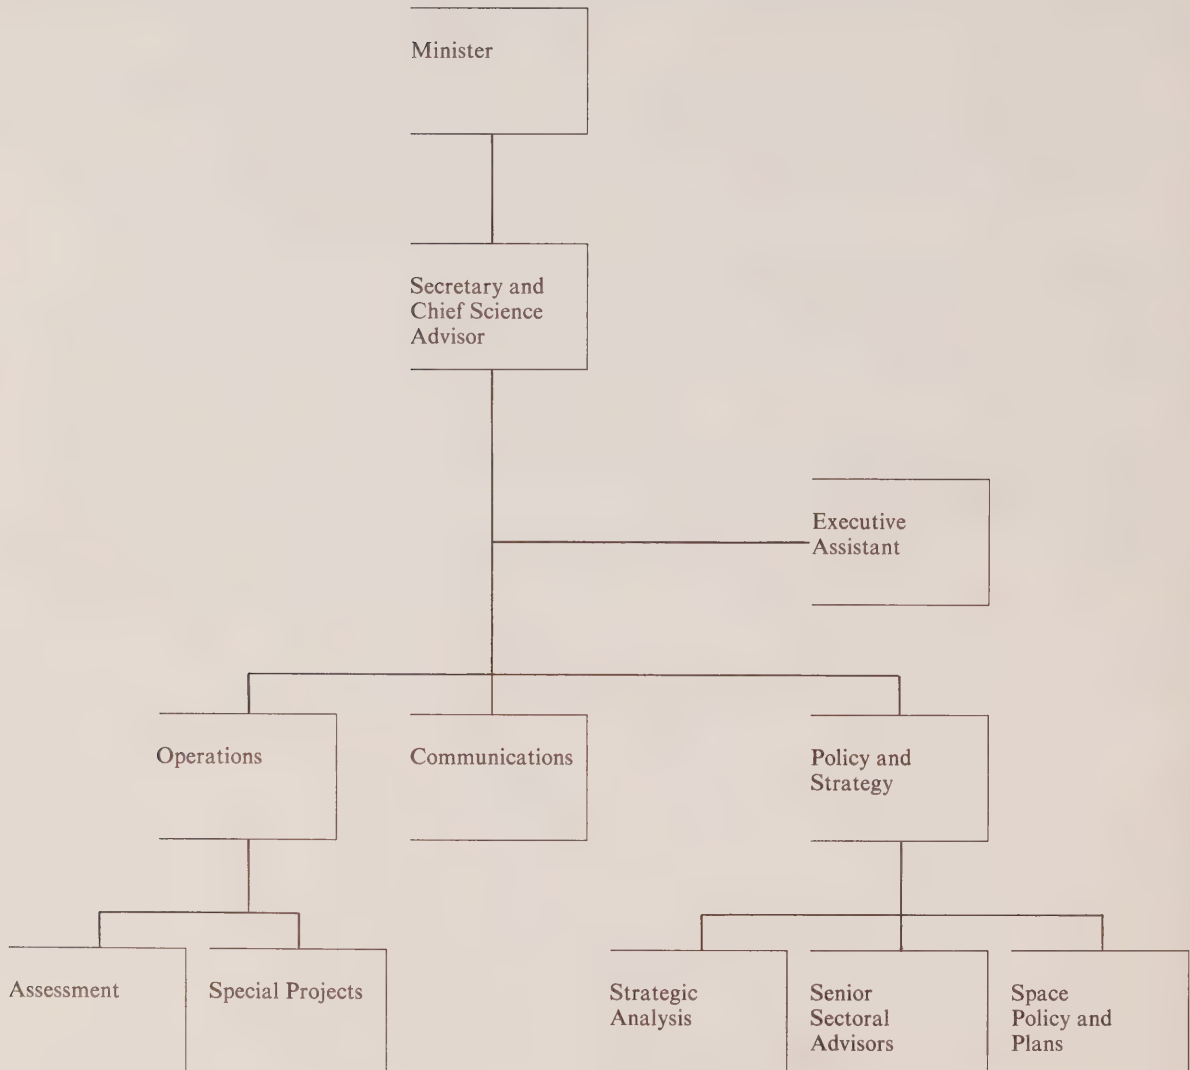 Minister
Secretary and
Chief Science
Advisor
Executive
Assistant
Operations
Communications
Policy and
Strategy
Assessment
Special Projects
Strategic
Analysis
Senior
Sectoral
Advisors
Space
Policy and
Plans